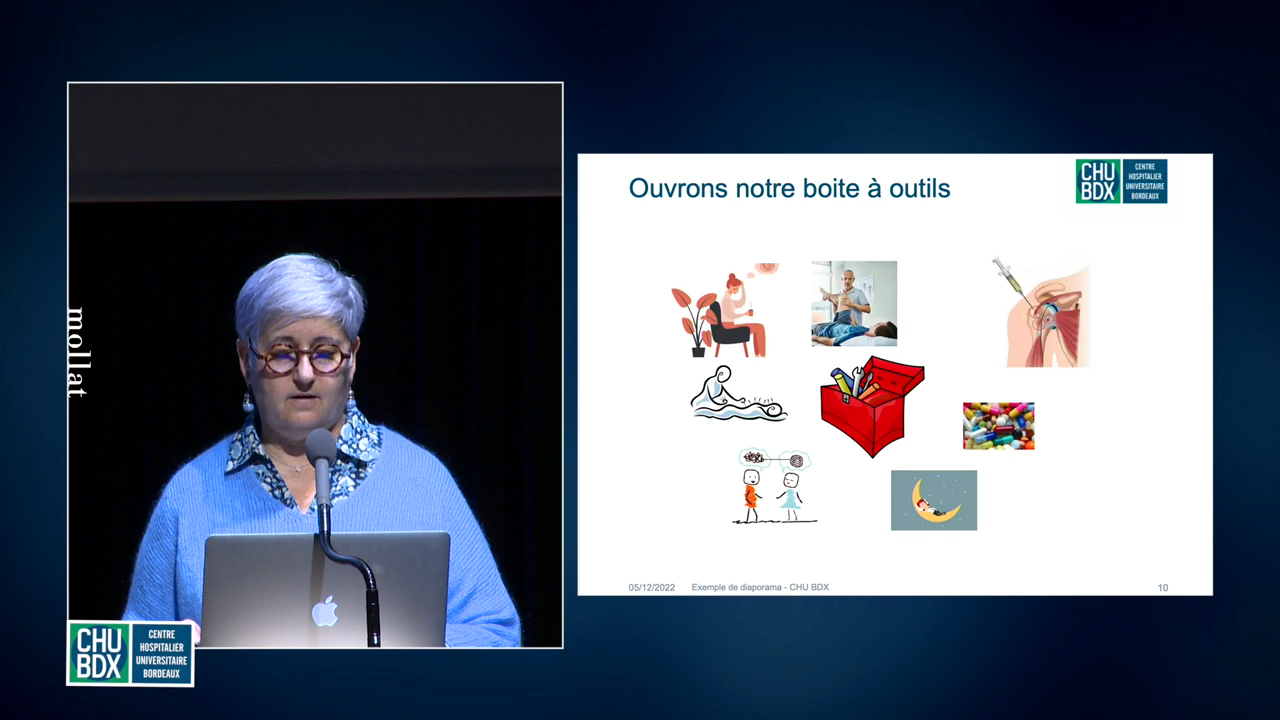 mollat
CHU
BDX
CENTRE
HOSPITALIER
UNIVERSITAIRE
BORDEAUX
Ouvrons notre boite à outils
CHU
BDX
CENTRE
HOSPITALIER
UNIVERSITAIRE
BORDEAUX
05/12/2022 Exemple de diaporama - CHU BDX 10